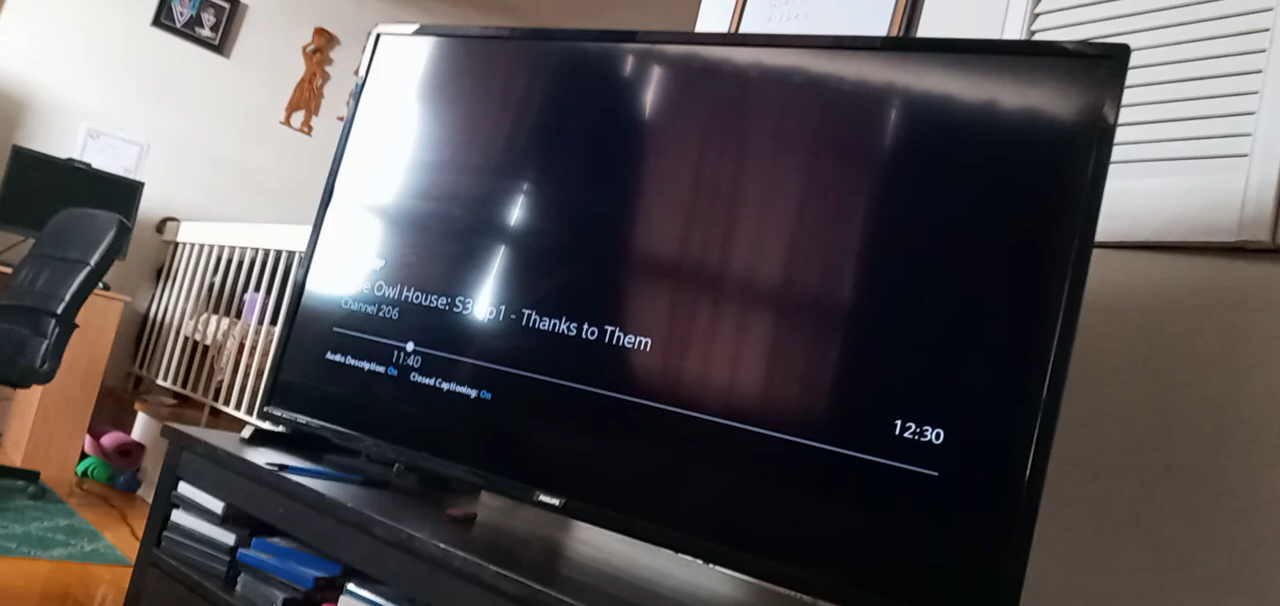 Owl House: S3 p1 - Thanks to Them
Channel 206
11:40
12:30
Audio Description: On Closed Captioning: On
PHILIPS